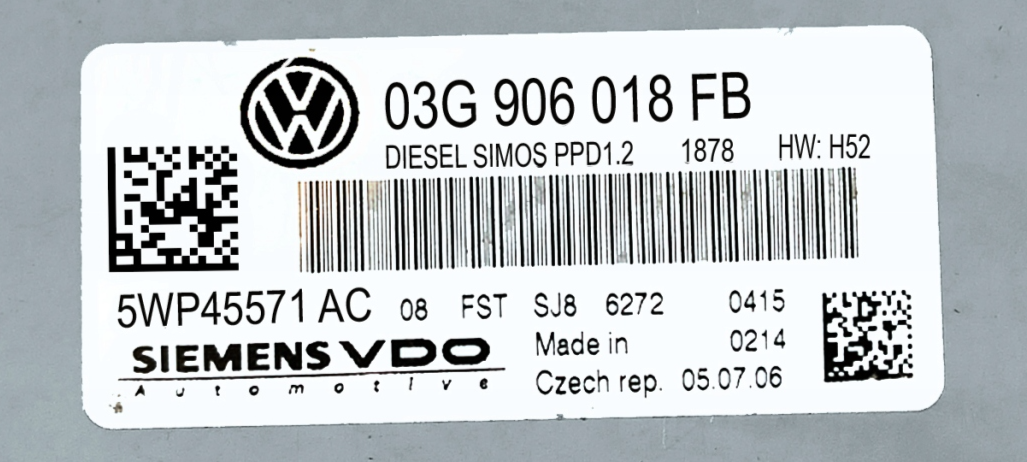 03G 906 018 FB
DIESEL SIMOS PPD1.2 1878 HW: H52
5WP45571 AC 08 FST SJ8 6272 0415
SIEMENS VDO
Automotive
Made in 0214
Czech rep. 05.07.06